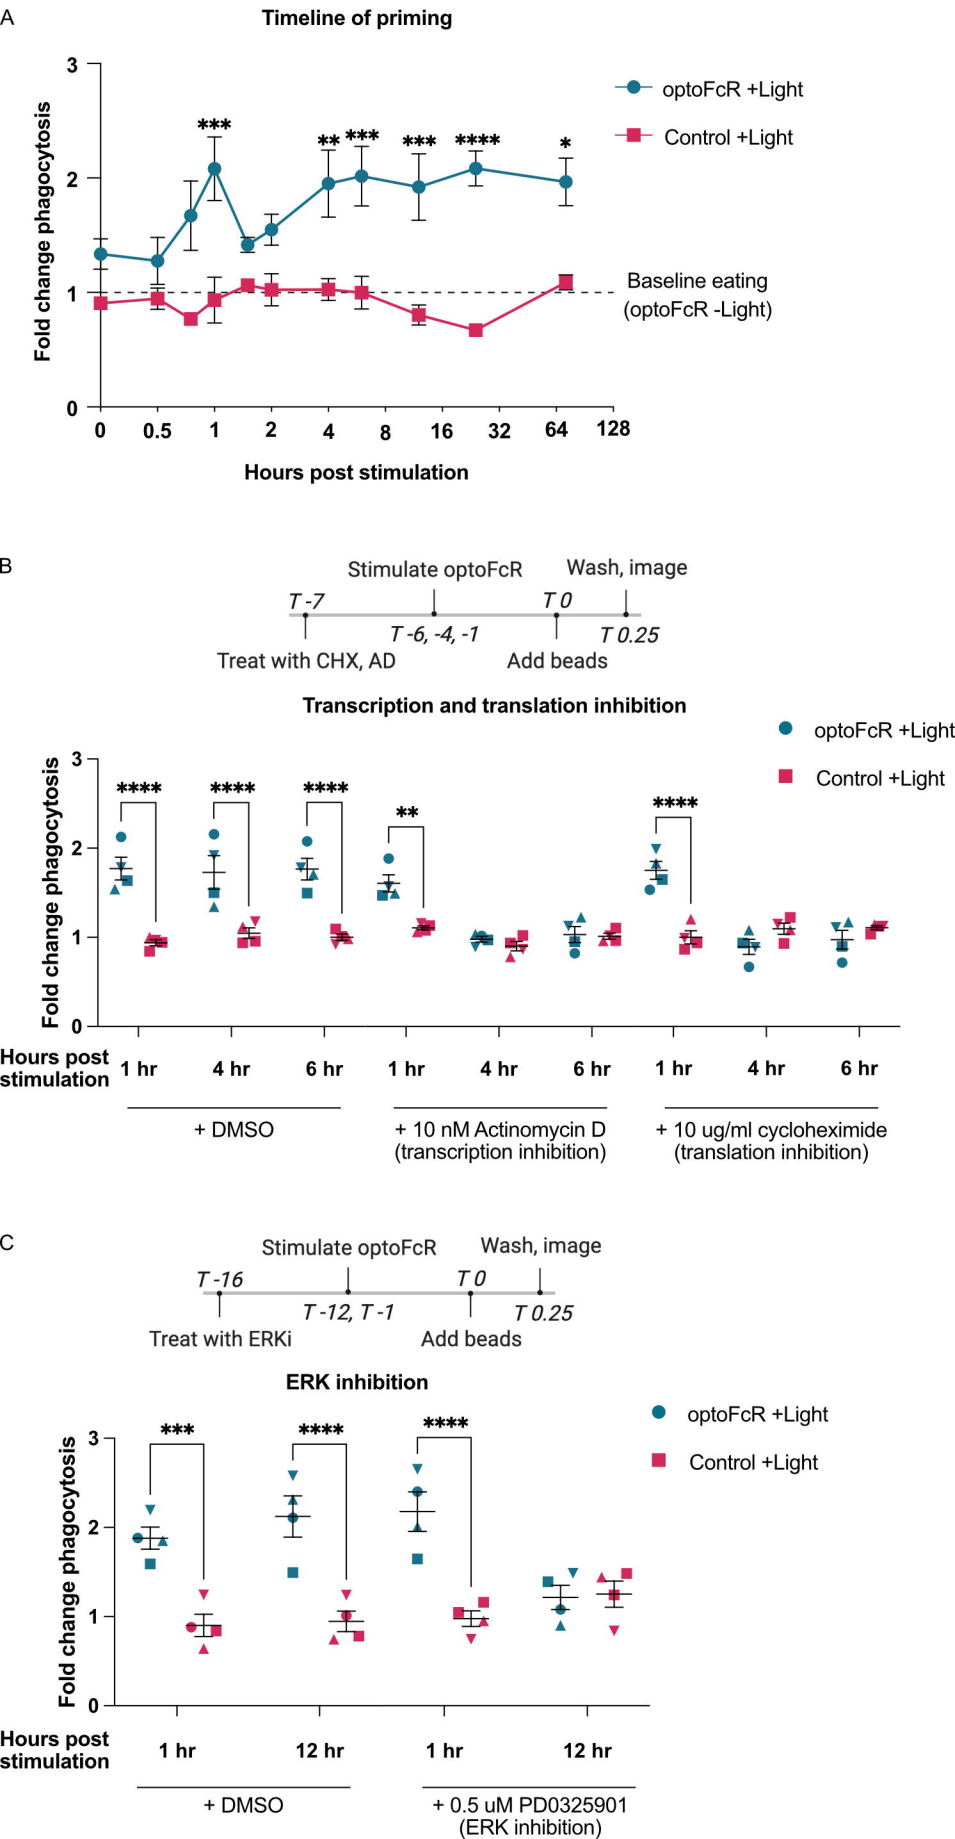 A
Timeline of priming
3
2
1
0
Fold change phagocytosis
***
**
***
***
****
*
optoFcR +Light
Control +Light
Baseline eating
(optoFcR -Light)
0 0.5 1 2 4 8 16 32 64 128
Hours post stimulation
B
Stimulate optoFcR Wash, image
T -7 T 0
T -6, -4, -1 T 0.25
Treat with CHX, AD Add beads
Transcription and translation inhibition
optoFcR +Light
Control +Light
3
2
1
0
Fold change phagocytosis
**** **** **** ** ****
Hours post
stimulation
1 hr 4 hr 6 hr 1 hr 4 hr 6 hr 1 hr 4 hr 6 hr
+ DMSO + 10 nM Actinomycin D + 10 ug/ml cycloheximide
(transcription inhibition) (translation inhibition)
C
Stimulate optoFcR Wash, image
T -16 T 0
T -12, T -1 T 0.25
Treat with ERKi Add beads
ERK inhibition
optoFcR +Light
Control +Light
3
2
1
0
Fold change phagocytosis
*** **** ****
Hours post
stimulation
1 hr 12 hr 1 hr 12 hr
+ DMSO + 0.5 uM PD0325901
(ERK inhibition)